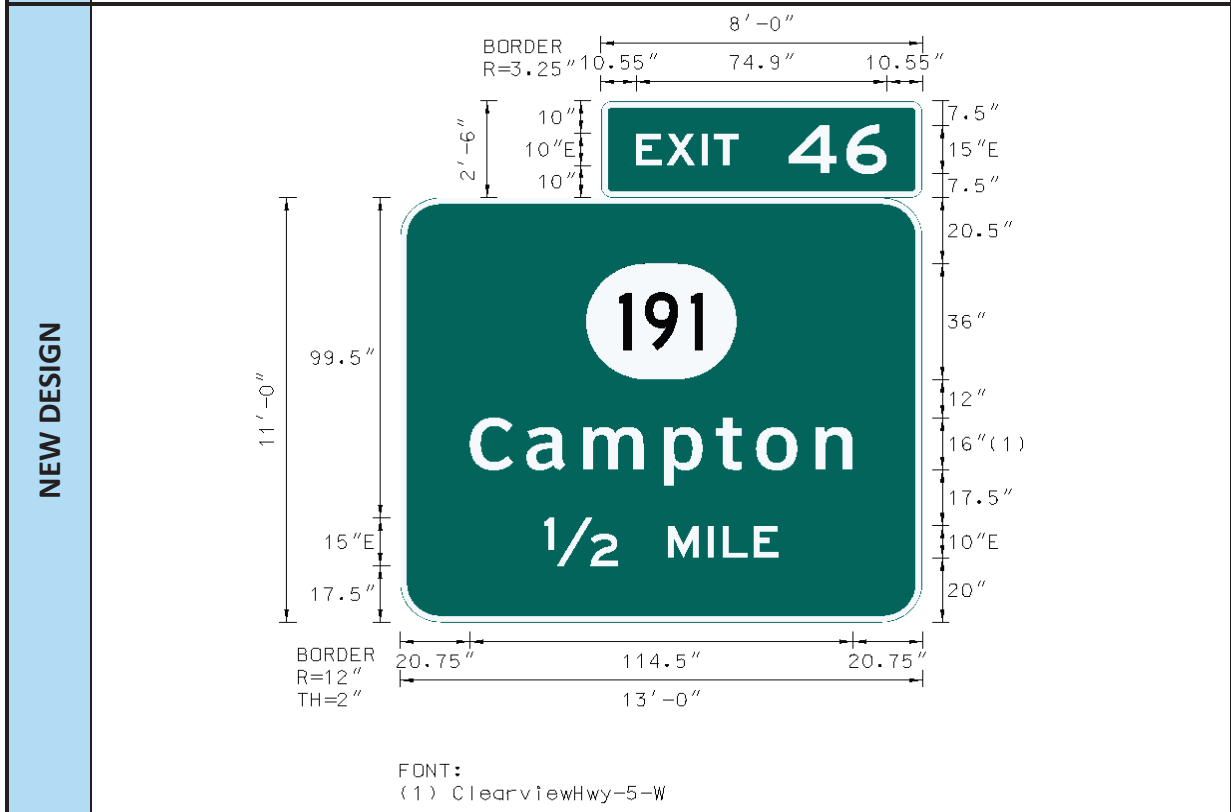 NEW DESIGN
8'-0"
BORDER
R=3.25"
10.55" 74.9" 10.55"
2'-6"
10"
10"E
10"
EXIT 46
7.5"
15"E
7.5"
11'-0"
99.5"
15"E
17.5"
191
Campton
1/2 MILE
20.5"
36"
12"
16"(1)
17.5"
10"E
20"
BORDER
R=12"
TH=2"
20.75" 114.5" 20.75"
13'-0"
FONT:
(1) ClearviewHwy-5-W